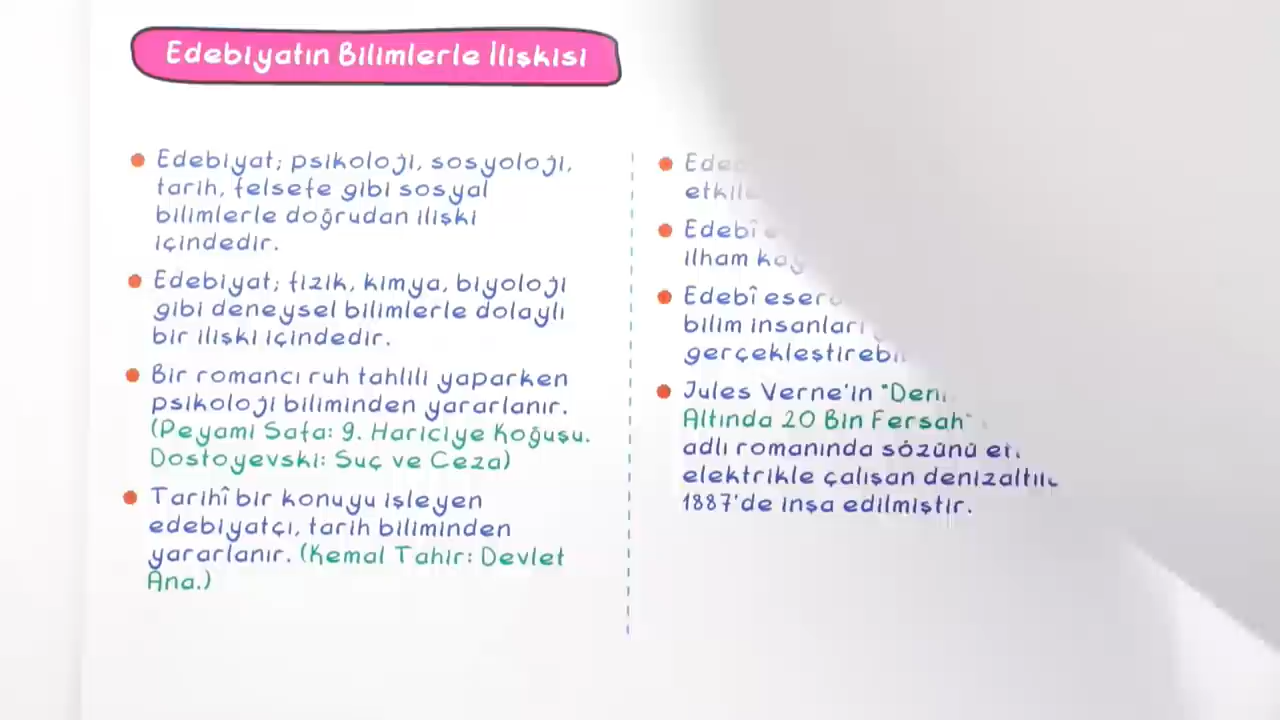 Edebiyatın Bilimlerle İlişkisi
Edebiyat; psikoloji, sosyoloji,
tarih, felsefe gibi sosyal
bilimlerle doğrudan ilişki
içindedir.
Edebiyat; fizik, kimya, biyoloji
gibi deneysel bilimlerle dolaylı
bir ilişki içindedir.
Bir romancı ruh tahlili yaparken
psikoloji biliminden yararlanır.
(Peyami Safa: 9. Hariciye Koğuşu.
Dostoyevski: Suç ve Ceza)
Tarihî bir konuyu işleyen
edebiyatçı, tarih biliminden
yararlanır. (Kemal Tahir: Devlet
Ana.)
Edebî
ilham
Edebî
bilim insanları
Jules Verne'in
Altında 20 Bin Fersah"
adlı romanında sözünü
elektrikle çalışan
1887'de inşa edilmiştir.